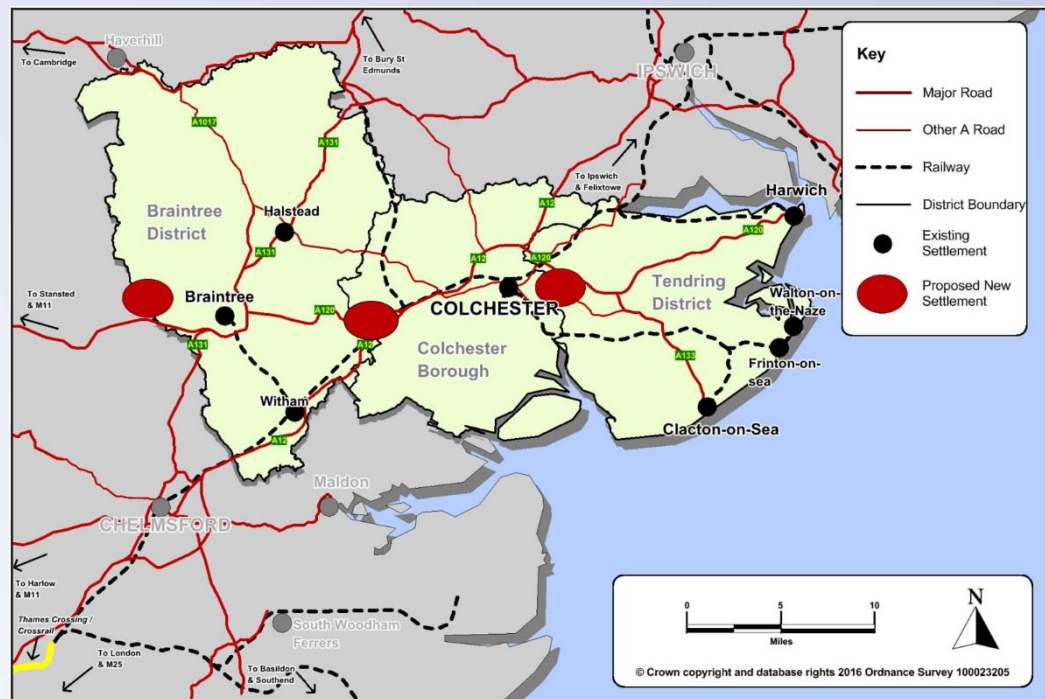 Haverhill
To Cambridge
To Bury St
Edmunds
IPSWICH
A1017
A131
To Ipswich
& Felixtowe
A12
Harwich
Braintree
District
Halstead
A131
A12
A120
A120
Tendring
District
To Stansted
& M11
Braintree
A120
COLCHESTER
Walton-on
the-Naze
A131
A12
Colchester
Borough
A133
Frinton-on-
sea
Witham
A12
Clacton-on-Sea
Maldon
CHELMSFORD
To Harlow
& M11
Thames Crossing /
Crossrail
To London
& M25
South Woodham
Ferrers
To Basildon
& Southend
Key
Major Road
Other A Road
Railway
District Boundary
Existing
Settlement
Proposed New
Settlement
0
5
10
Miles
N
© Crown copyright and database rights 2016 Ordnance Survey 100023205